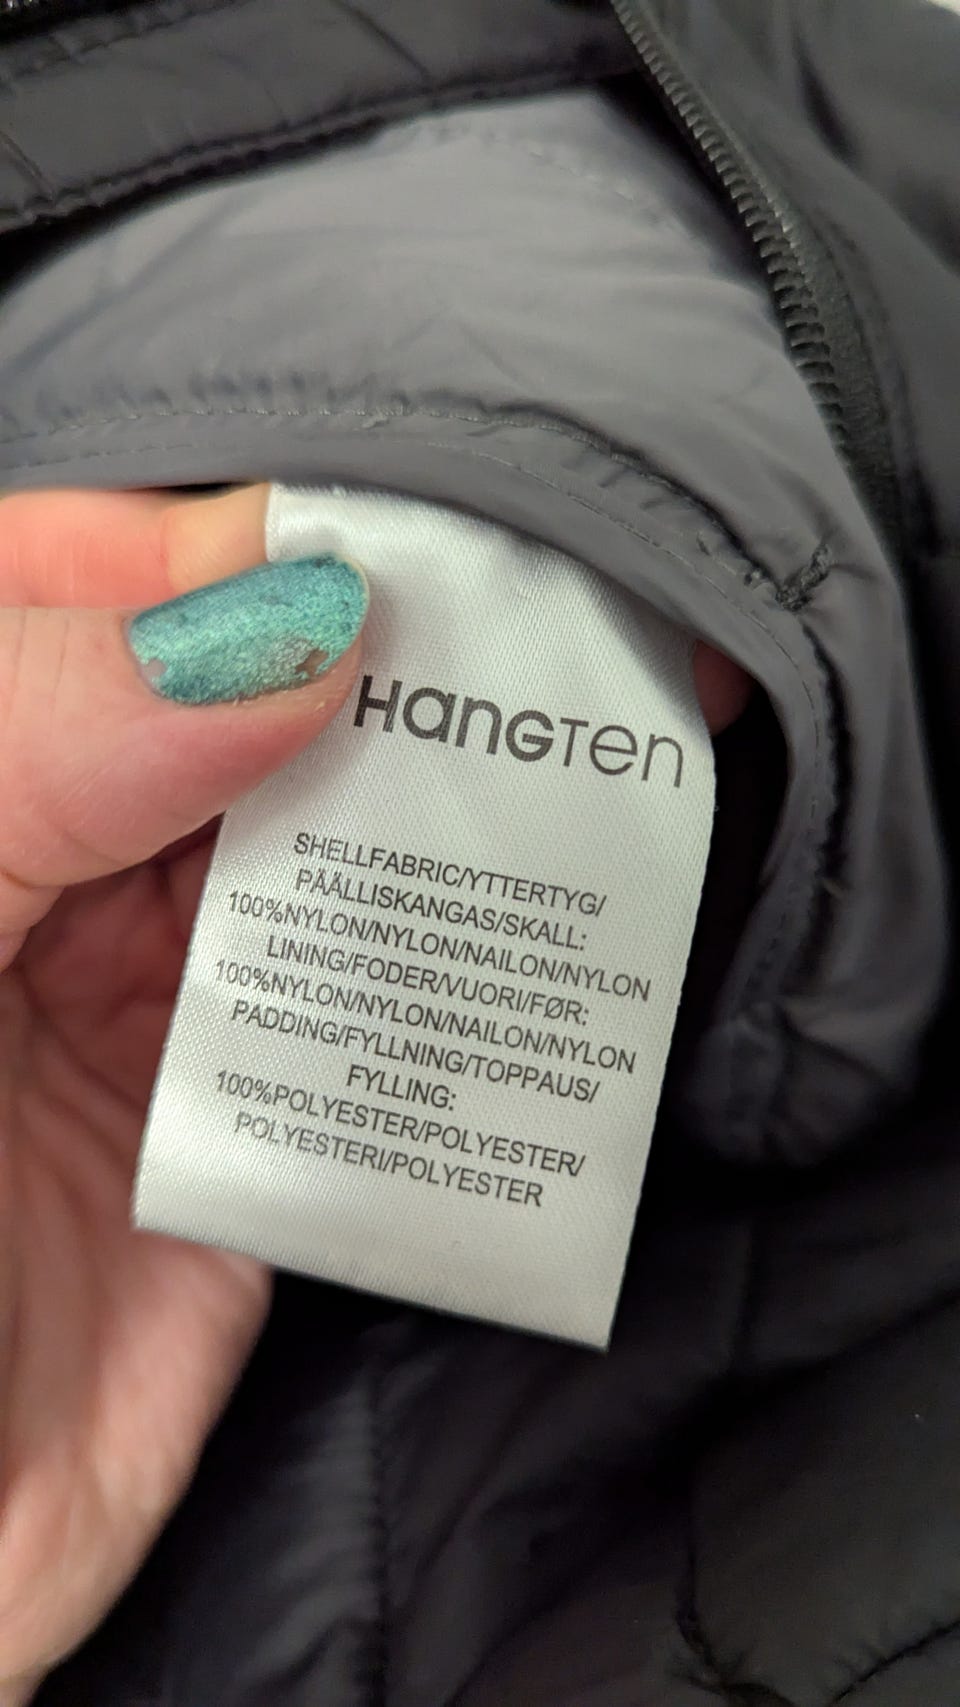 HangTen
SHELLFABRIC/YTTERTYG/
PÄÄLLISKANGAS/SKALL:
100%NYLON/NYLON/NAILON/NYLON
LINING/FODER/VUORI/FØR:
100%NYLON/NYLON/NAILON/NYLON
PADDING/FYLLNING/TOPPAUS/
FYLLING:
100%POLYESTER/POLYESTER/
POLYESTERI/POLYESTER